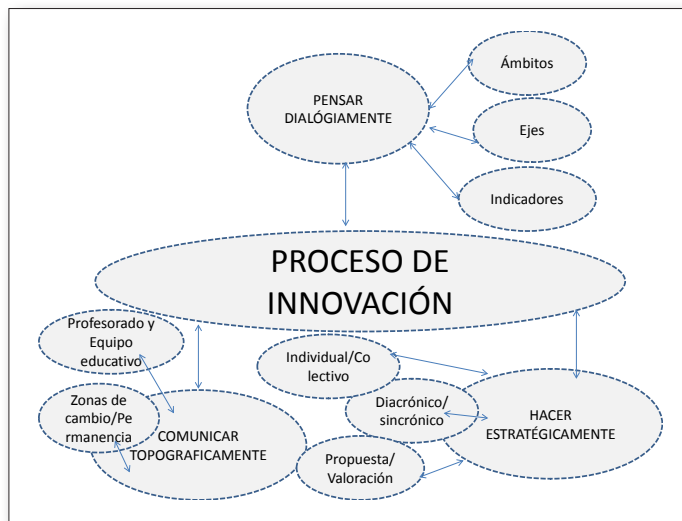 Ámbitos
PENSAR
DIALÓGIAMENTE
Ejes
Indicadores
PROCESO DE
INNOVACIÓN
Profesorado y
Equipo
educativo
Individual/Co
lectivo
Zonas de
cambio/Pe
rmanencia
Diacrónico/
sincrónico
HACER
ESTRATÉGICAMENTE
COMUNICAR
TOPOGRAFICAMENTE
Propuesta/
Valoración